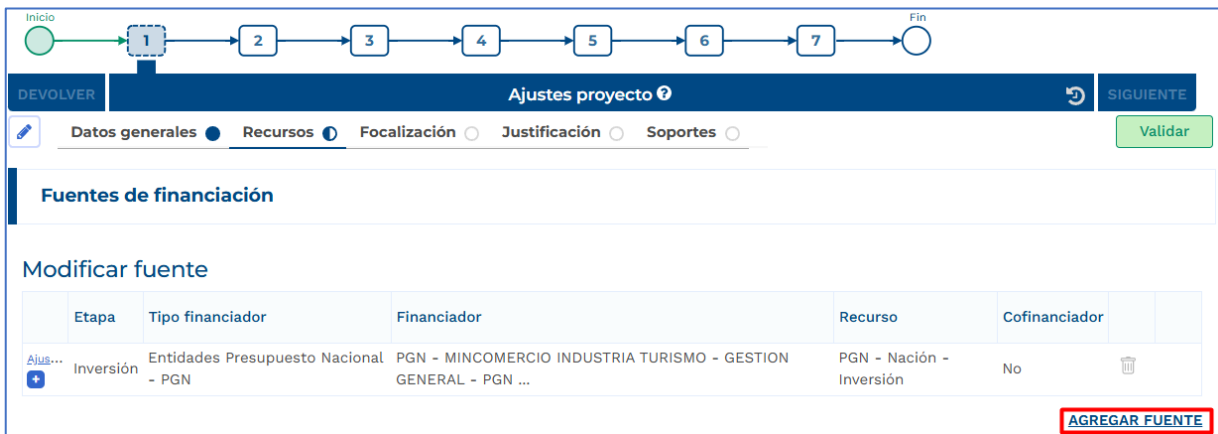 Inicio
Fin
1 2 3 4 5 6 7
DEVOLVER Ajustes proyecto ? SIGUIENTE
Datos generales Recursos Focalización Justificación Soportes Validar
Fuentes de financiación
Modificar fuente
Etapa Tipo financiador Financiador Recurso Cofinanciador
Ajus... Inversión Entidades Presupuesto Nacional PGN - MINCOMERCIO INDUSTRIA TURISMO - GESTION PGN - Nación - No
- PGN GENERAL - PGN ... Inversión
AGREGAR FUENTE